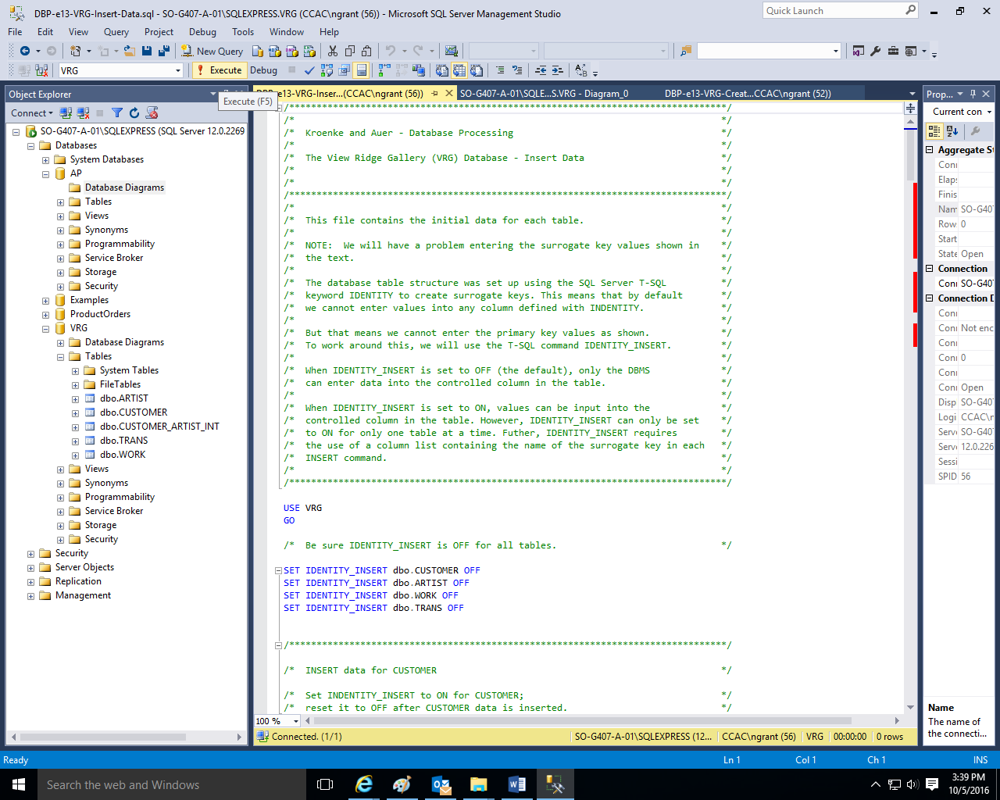 DBP-e13-VRG-Insert-Data.sql - SO-G407-A-01\SQLEXPRESS.VRG (CCAC\ngrant (56)) - Microsoft SQL Server Management Studio
Quick Launch
File Edit View Query Project Debug Tools Window Help
New Query
VRG
Execute Debug
Execute (F5)
Object Explorer
Connect
SO-G407-A-01\SQLEXPRESS (SQL Server 12.0.2269
Databases
System Databases
AP
Database Diagrams
Tables
Views
Synonyms
Programmability
Service Broker
Storage
Security
Examples
ProductOrders
VRG
Database Diagrams
Tables
System Tables
FileTables
dbo.ARTIST
dbo.CUSTOMER
dbo.CUSTOMER_ARTIST_INT
dbo.TRANS
dbo.WORK
Views
Synonyms
Programmability
Service Broker
Storage
Security
Security
Server Objects
Replication
Management
DBP-e13-VRG-Inser...(CCAC\ngrant (56)) SO-G407-A-01\SQLE...S.VRG - Diagram_0 DBP-e13-VRG-Creat...CCAC\ngrant (52))
/********************************************************************************/
/* */
/* Kroenke and Auer - Database Processing */
/* */
/* The View Ridge Gallery (VRG) Database - Insert Data */
/* */
/* */
/********************************************************************************/
/* */
/* This file contains the initial data for each table. */
/* */
/* NOTE: We will have a problem entering the surrogate key values shown in */
/* the text. */
/* */
/* The database table structure was set up using the SQL Server T-SQL */
/* keyword IDENTITY to create surrogate keys. This means that by default */
/* we cannot enter values into any column defined with INDENTITY. */
/* */
/* But that means we cannot enter the primary key values as shown. */
/* To work around this, we will use the T-SQL command IDENTITY_INSERT. */
/* */
/* When IDENTITY_INSERT is set to OFF (the default), only the DBMS */
/* can enter data into the controlled column in the table. */
/* */
/* When IDENTITY_INSERT is set to ON, values can be input into the */
/* controlled column in the table. However, IDENTITY_INSERT can only be set */
/* to ON for only one table at a time. Futher, IDENTITY_INSERT requires */
/* the use of a column list containing the name of the surrogate key in each */
/* INSERT command. */
/* */
/********************************************************************************/
USE VRG
GO
/* Be sure IDENTITY_INSERT is OFF for all tables. */
SET IDENTITY_INSERT dbo.CUSTOMER OFF
SET IDENTITY_INSERT dbo.ARTIST OFF
SET IDENTITY_INSERT dbo.WORK OFF
SET IDENTITY_INSERT dbo.TRANS OFF
/********************************************************************************/
/* INSERT data for CUSTOMER */
/* Set INDENTITY_INSERT to ON for CUSTOMER; */
/* reset it to OFF after CUSTOMER data is inserted. */
100 %
Connected. (1/1) SO-G407-A-01\SQLEXPRESS (12... CCAC\ngrant (56) VRG 00:00:00 0 rows
Prop...
Current con
Aggregate St
Conr
Elaps
Finis
Nam SO-G407
Row: 0
Start
State Open
Connection
Con SO-G407
Connection D
Conr
Conr Not enc
Conr
Conr 0
Conr
Conr Open
Disp SO-G407
Logi CCAC\n
Serve SO-G407
Serve 12.0.226
Sessi
SPID 56
Name
The name of
the connecti...
Ready Ln 1 Col 1 Ch 1 INS
Search the web and Windows
3:39 PM
10/5/2016